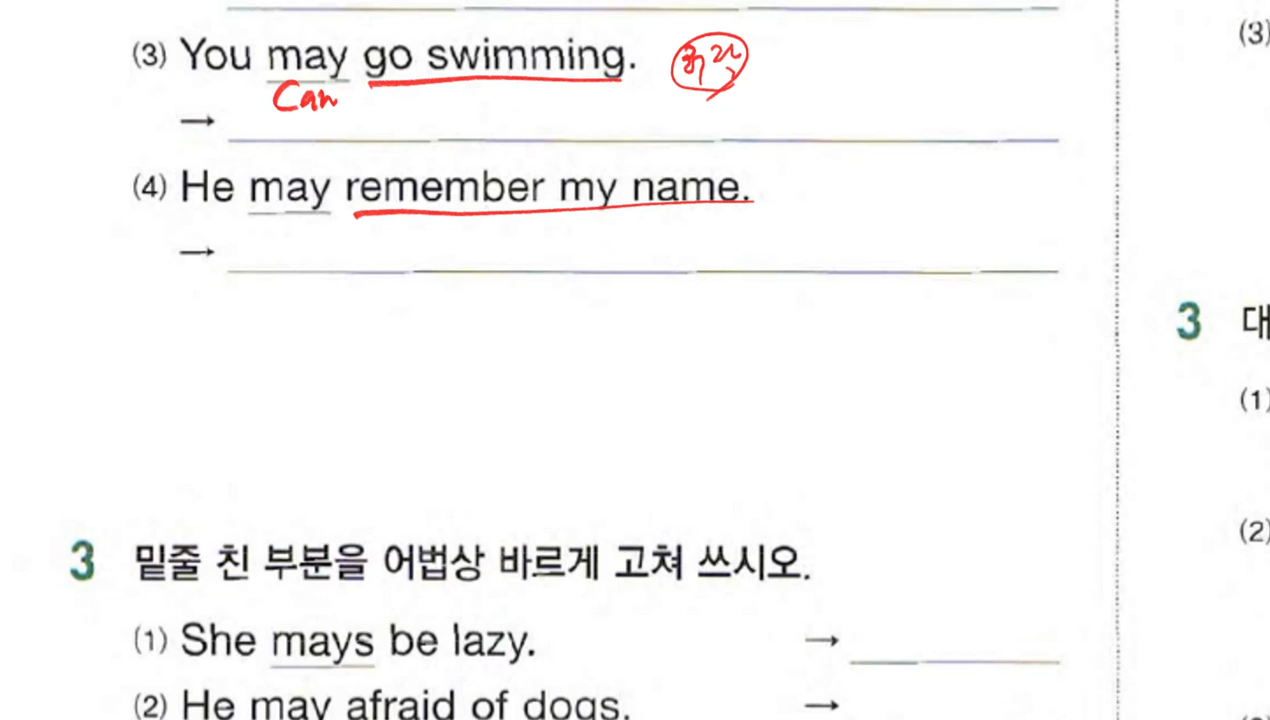 (3) You may go swimming. 허락
Can
→
(4) He may remember my name.
→
3 밑줄 친 부분을 어법상 바르게 고쳐 쓰시오.
(1) She mays be lazy. →
(2) He may afraid of dogs. →
(3)
3 대
(1)
(2)